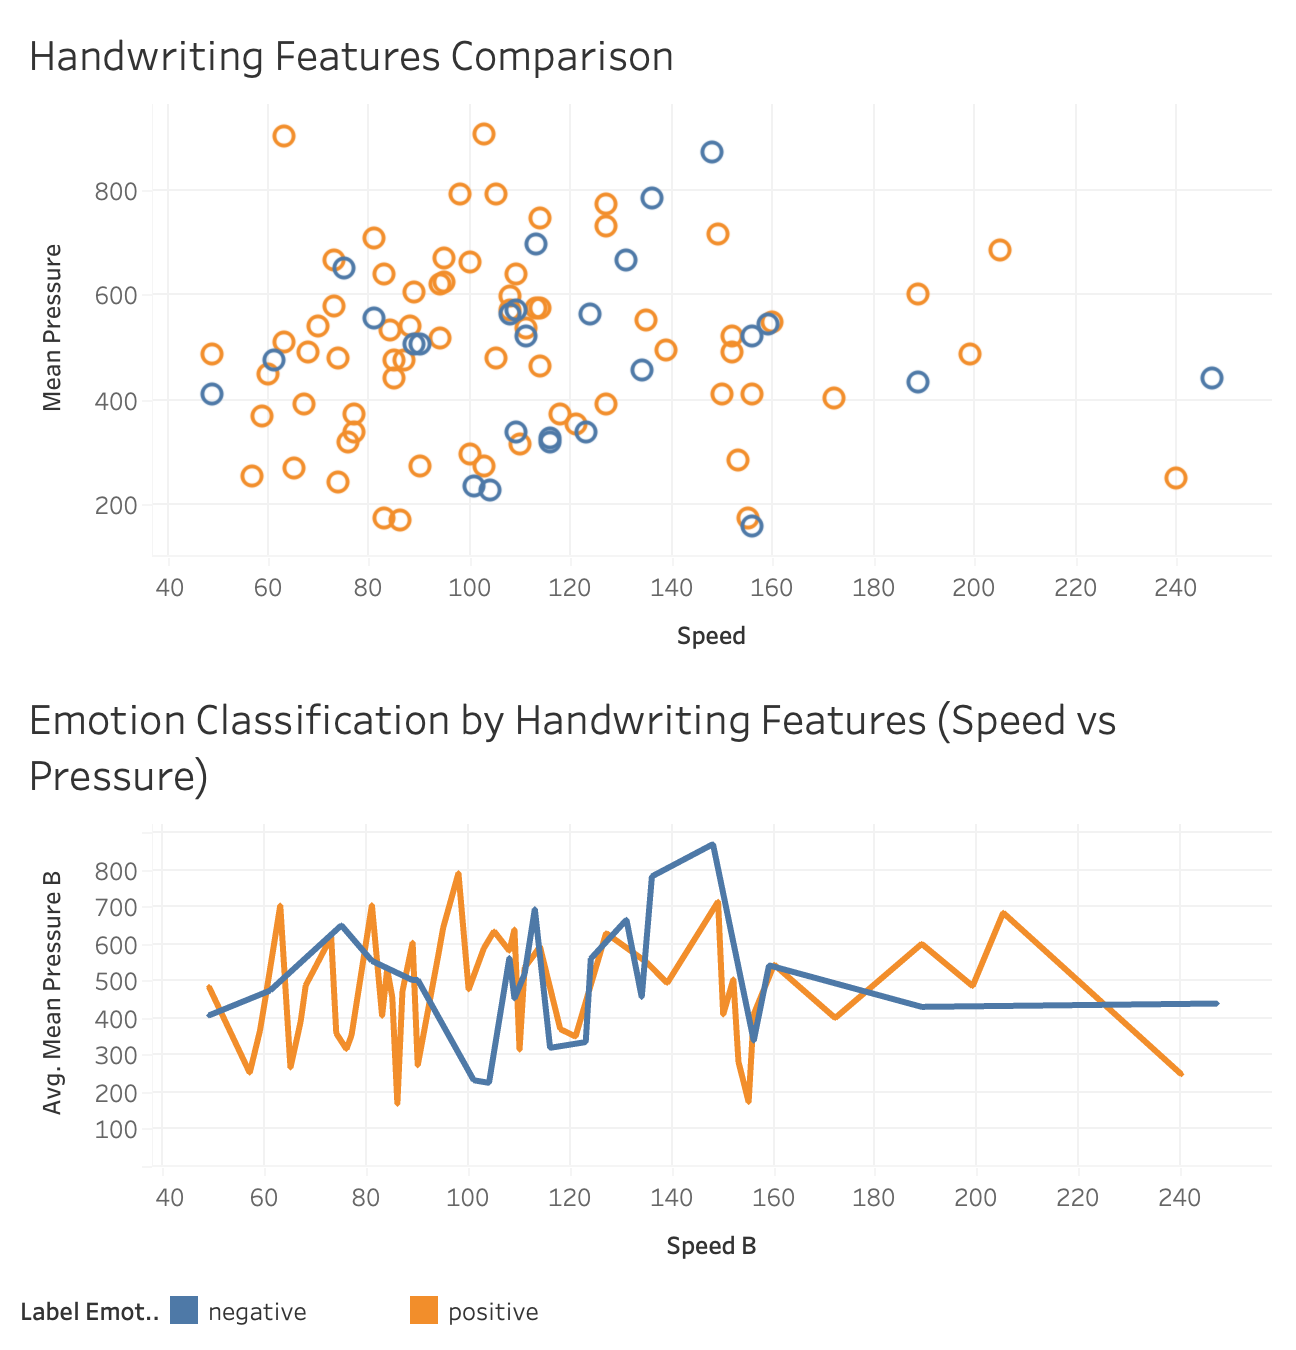 Handwriting Features Comparison
800
600
400
200
Mean Pressure
40 60 80 100 120 140 160 180 200 220 240
Speed
Emotion Classification by Handwriting Features (Speed vs
Pressure)
800
700
600
500
400
300
200
100
Avg. Mean Pressure B
40 60 80 100 120 140 160 180 200 220 240
Speed B
Label Emot.. negative positive